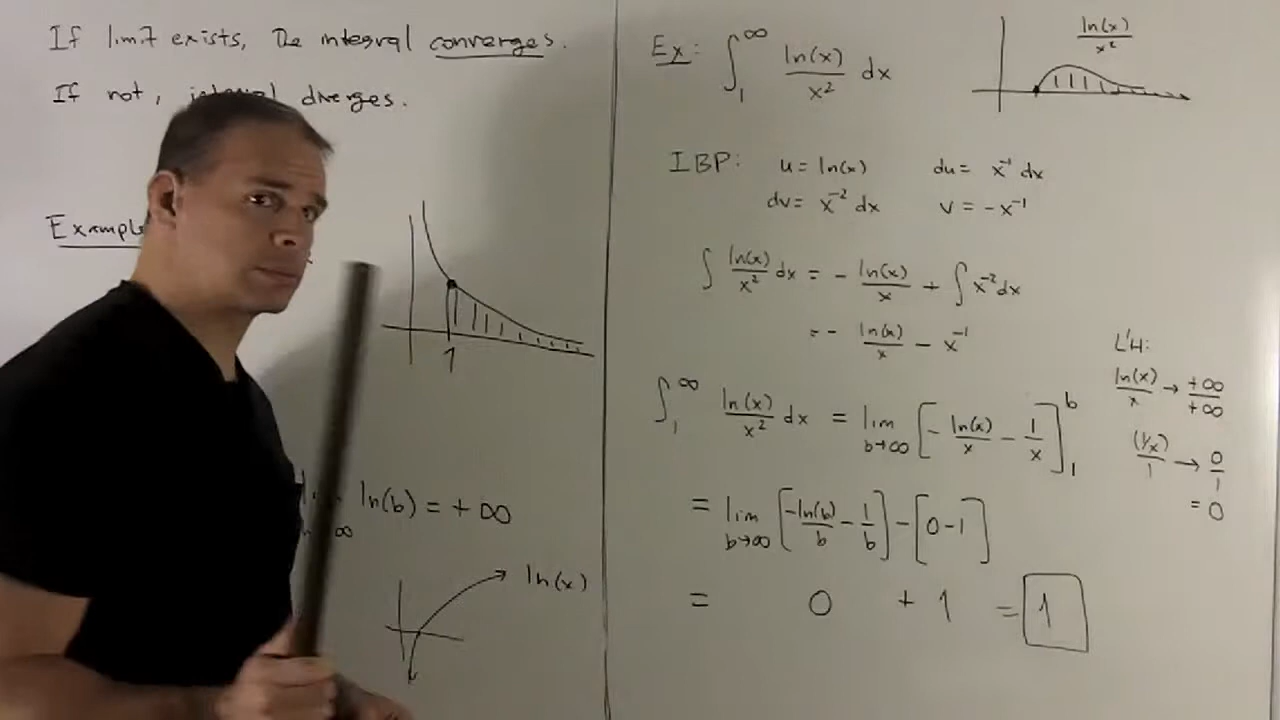 If limit exists, the integral converges.
If not, integral diverges.
Example
1
ln(b) = +∞
∞
ln(x)
Ex: ∫₁^∞ ln(x)/x² dx
ln(x)/x²
IBP: u = ln(x) du = x⁻¹ dx
dv = x⁻² dx v = -x⁻¹
∫ ln(x)/x² dx = - ln(x)/x + ∫ x⁻² dx
= - ln(x)/x - x⁻¹
∫₁^∞ ln(x)/x² dx = lim b→∞ [- ln(x)/x - 1/x]₁^b
= lim b→∞ [-ln(b)/b - 1/b] - [0-1]
= 0 + 1 = 1
L'H:
ln(x)/x → +∞/+∞
(1/x)/1 → 0/1
= 0